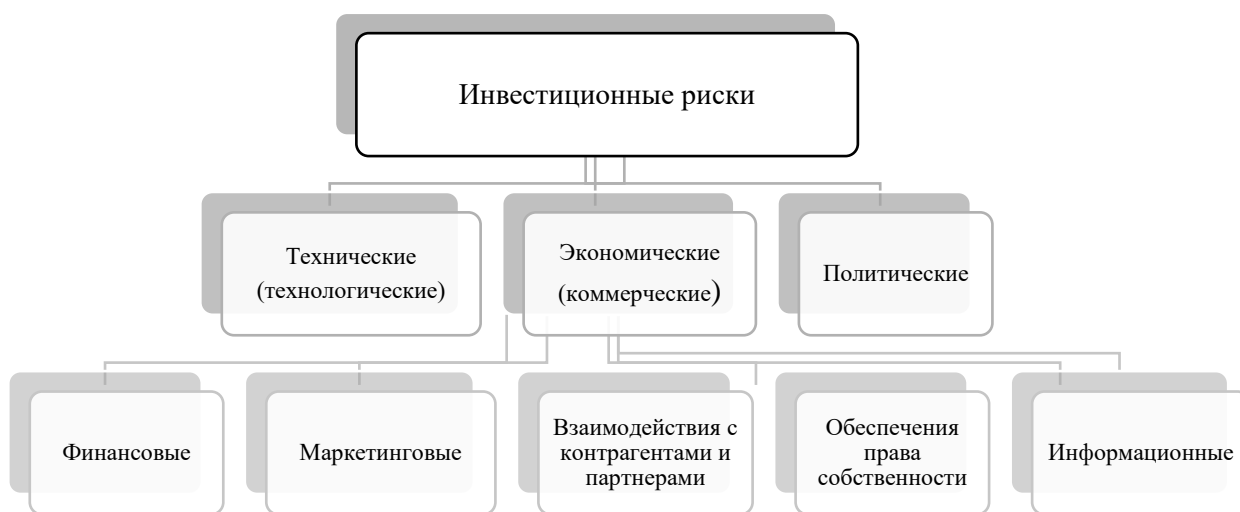 Инвестиционные риски
Технические
(технологические)
Экономические
(коммерческие)
Политические
Финансовые
Маркетинговые
Взаимодействия с
контрагентами и
партнерами
Обеспечения
права
собственности
Информационные